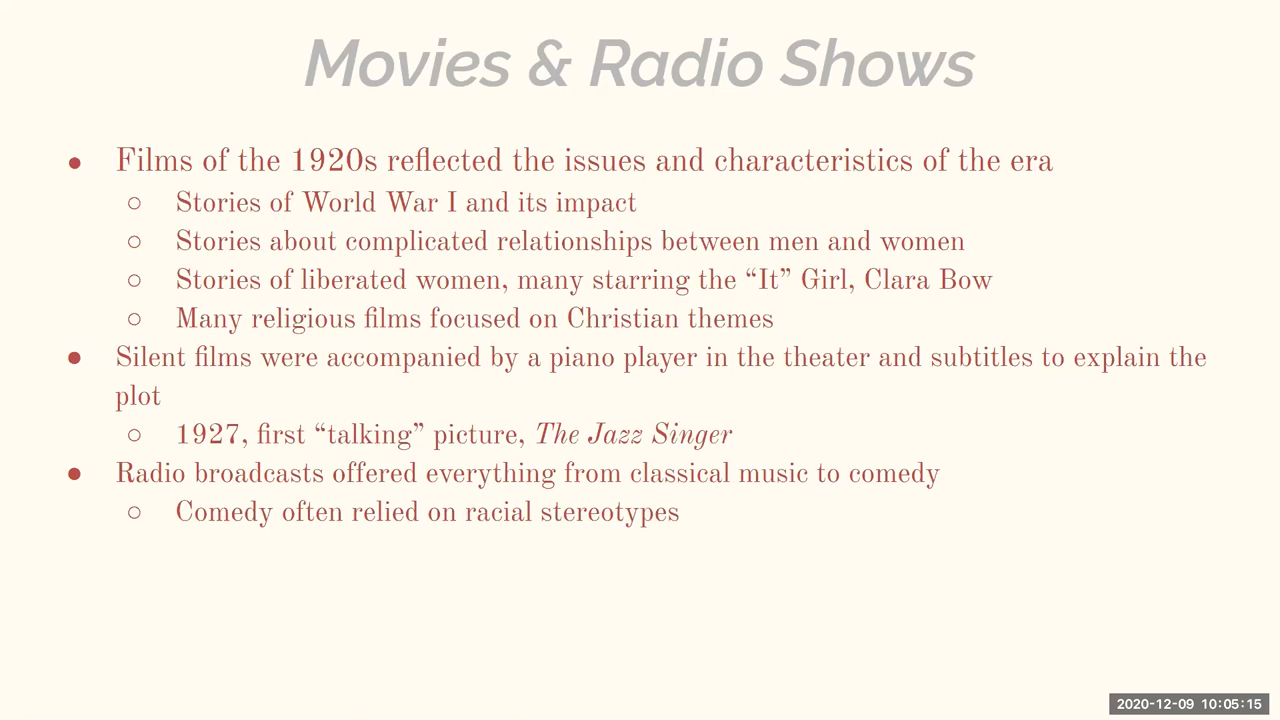 Movies & Radio Shows
● Films of the 1920s reflected the issues and characteristics of the era
○ Stories of World War I and its impact
○ Stories about complicated relationships between men and women
○ Stories of liberated women, many starring the “It” Girl, Clara Bow
○ Many religious films focused on Christian themes
● Silent films were accompanied by a piano player in the theater and subtitles to explain the
plot
○ 1927, first “talking” picture, The Jazz Singer
● Radio broadcasts offered everything from classical music to comedy
○ Comedy often relied on racial stereotypes
2020-12-09 10:05:15